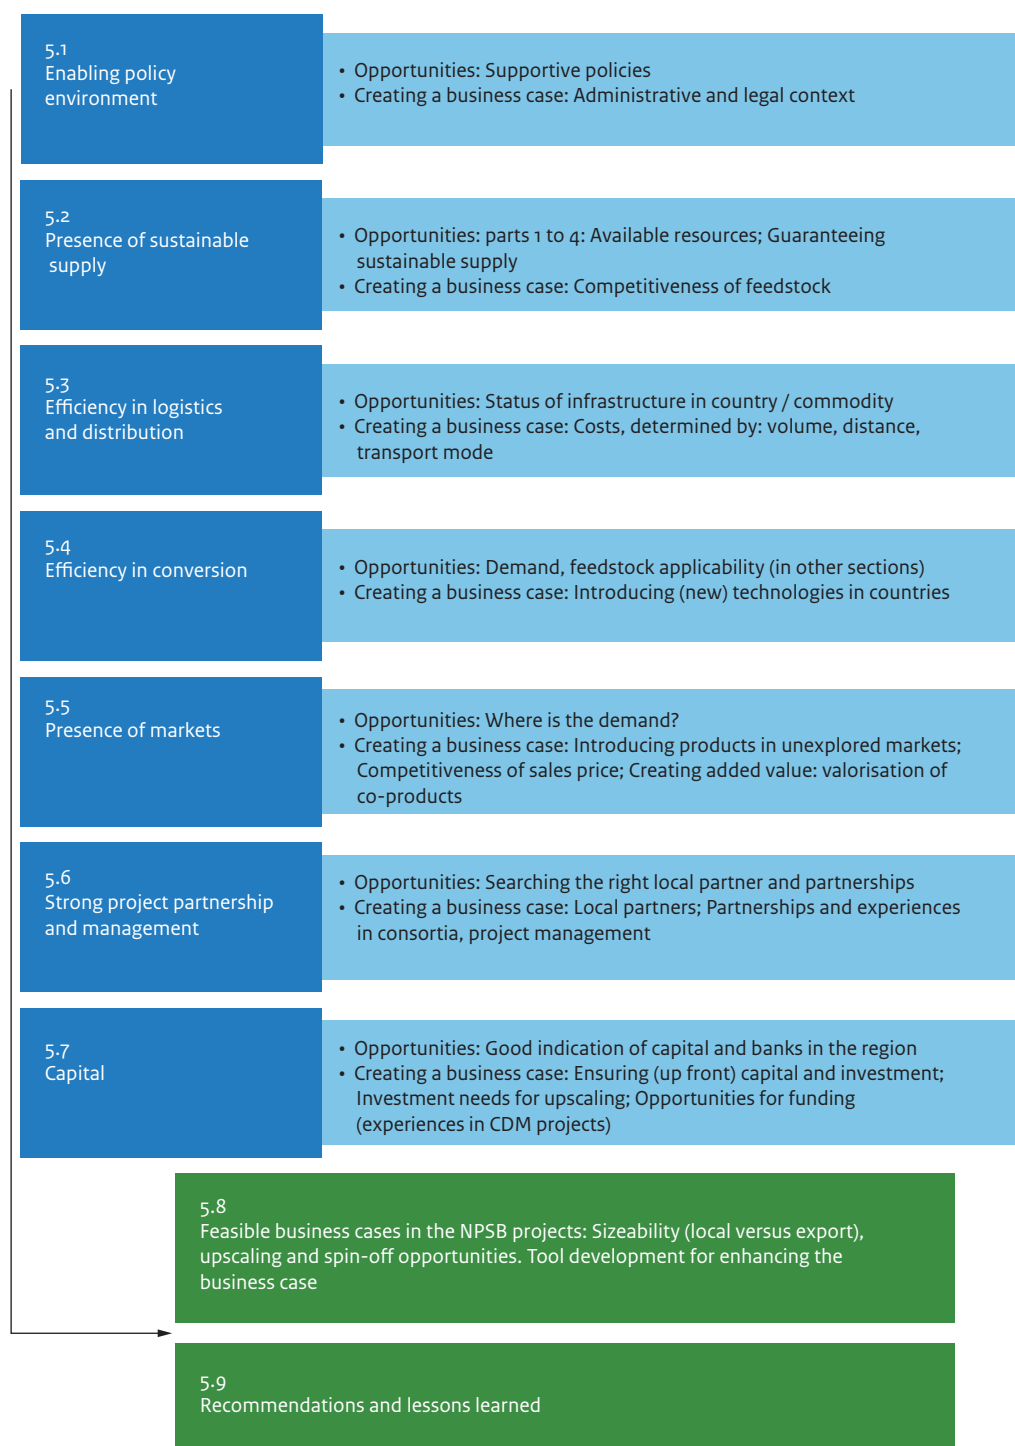 5.1
Enabling policy
environment
• Opportunities: Supportive policies
• Creating a business case: Administrative and legal context
5.2
Presence of sustainable
supply
• Opportunities: parts 1 to 4: Available resources; Guaranteeing
sustainable supply
• Creating a business case: Competitiveness of feedstock
5.3
Efficiency in logistics
and distribution
• Opportunities: Status of infrastructure in country / commodity
• Creating a business case: Costs, determined by: volume, distance,
transport mode
5.4
Efficiency in conversion
• Opportunities: Demand, feedstock applicability (in other sections)
• Creating a business case: Introducing (new) technologies in countries
5.5
Presence of markets
• Opportunities: Where is the demand?
• Creating a business case: Introducing products in unexplored markets;
Competitiveness of sales price; Creating added value: valorisation of
co-products
5.6
Strong project partnership
and management
• Opportunities: Searching the right local partner and partnerships
• Creating a business case: Local partners; Partnerships and experiences
in consortia, project management
5.7
Capital
• Opportunities: Good indication of capital and banks in the region
• Creating a business case: Ensuring (up front) capital and investment;
Investment needs for upscaling; Opportunities for funding
(experiences in CDM projects)
5.8
Feasible business cases in the NPSB projects: Sizeability (local versus export),
upscaling and spin-off opportunities. Tool development for enhancing the
business case
5.9
Recommendations and lessons learned